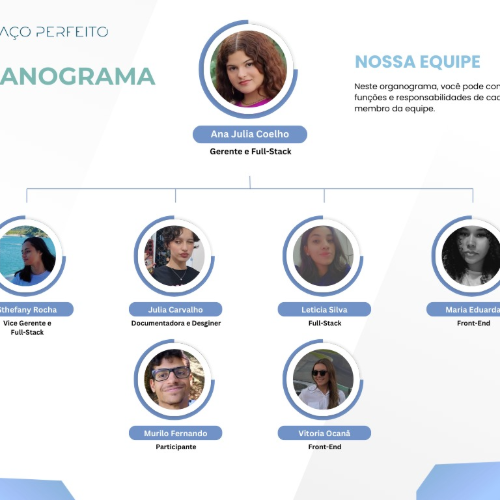 AÇO PERFEITO
ANOGRAMA
NOSSA EQUIPE
Neste organograma, você pode con
funções e responsabilidades de cad
membro da equipe.
Ana Julia Coelho
Gerente e Full-Stack
Sthefany Rocha
Vice Gerente e
Full-Stack
Julia Carvalho
Documentadora e Desginer
Leticia Silva
Full-Stack
Maria Eduarda
Front-End
Murilo Fernando
Participante
Vitoria Ocanã
Front-End